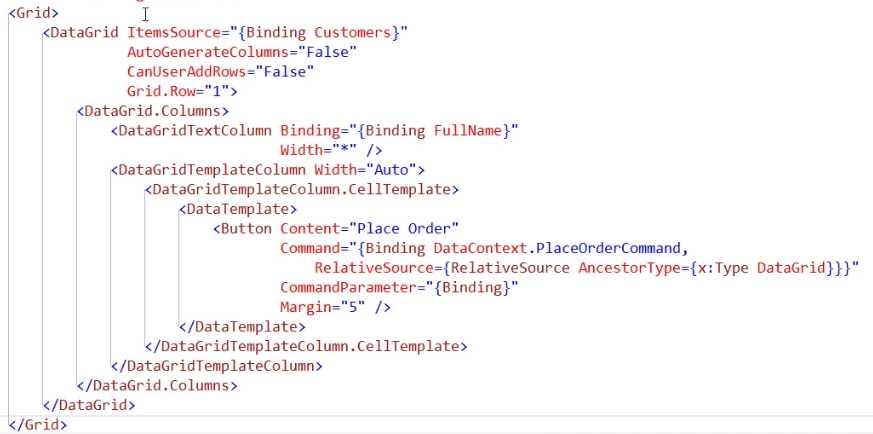 <Grid>
<DataGrid ItemsSource="{Binding Customers}"
AutoGenerateColumns="False"
CanUserAddRows="False"
Grid.Row="1">
<DataGrid.Columns>
<DataGridTextColumn Binding="{Binding FullName}"
Width="*" />
<DataGridTemplateColumn Width="Auto">
<DataGridTemplateColumn.CellTemplate>
<DataTemplate>
<Button Content="Place Order"
Command="{Binding DataContext.PlaceOrderCommand,
RelativeSource={RelativeSource AncestorType={x:Type DataGrid}}}"
CommandParameter="{Binding}"
Margin="5" />
</DataTemplate>
</DataGridTemplateColumn.CellTemplate>
</DataGridTemplateColumn>
</DataGrid.Columns>
</DataGrid>
</Grid>